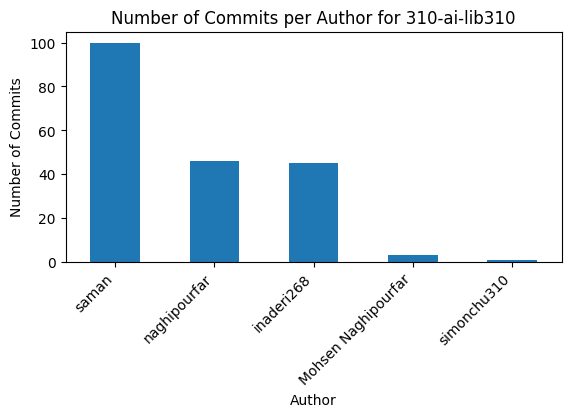 Number of Commits per Author for 310-ai-lib310
Number of Commits
100
80
60
40
20
0
saman
naghipourfar
inaderi268
Mohsen Naghipourfar
simonchu310
Author